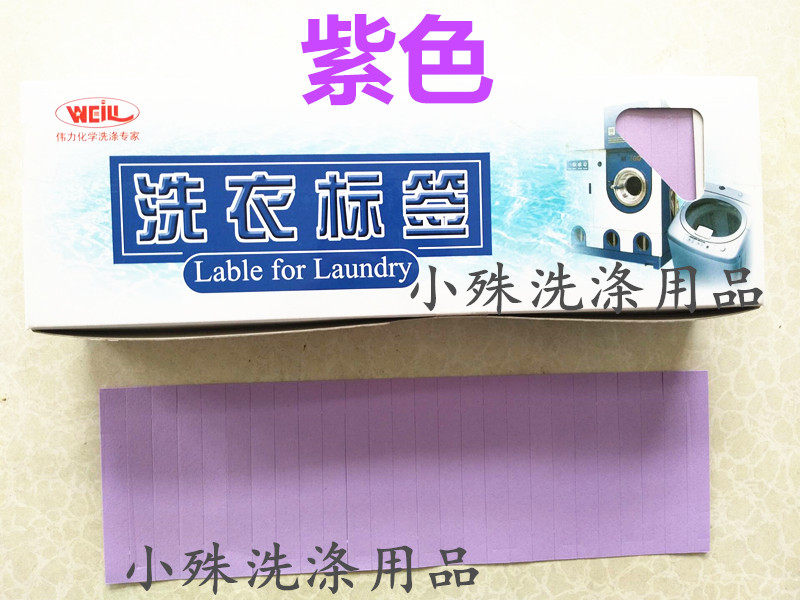 紫色
WEILI
伟力化学洗涤专家
洗衣标签
Lable for Laundry
小殊洗涤用品
小殊洗涤用品